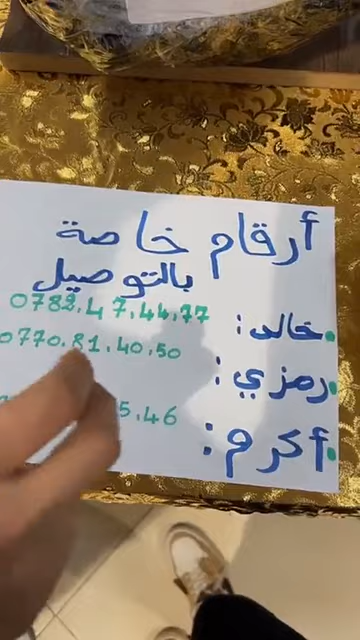 أرقام خاصة
بالتوصيل
خالد: 0782.47.44.77
رمزي: 0770.81.40.50
أكرم: 5.46